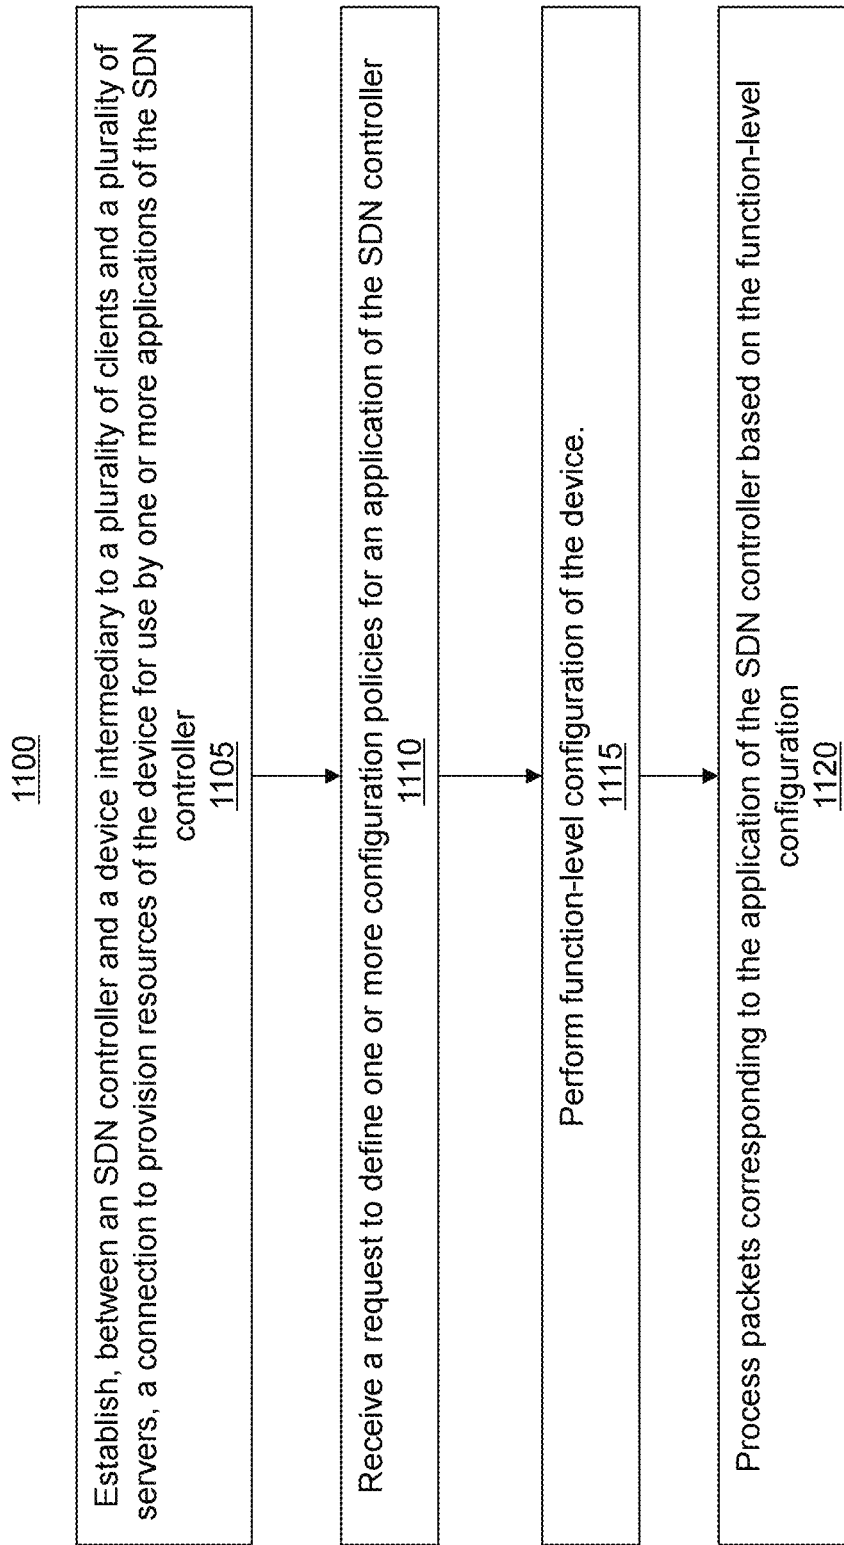 1100
Establish, between an SDN controller and a device intermediary to a plurality of clients and a plurality of
servers, a connection to provision resources of the device for use by one or more applications of the SDN
controller
1105
Receive a request to define one or more configuration policies for an application of the SDN controller
1110
Perform function-level configuration of the device.
1115
Process packets corresponding to the application of the SDN controller based on the function-level
configuration
1120